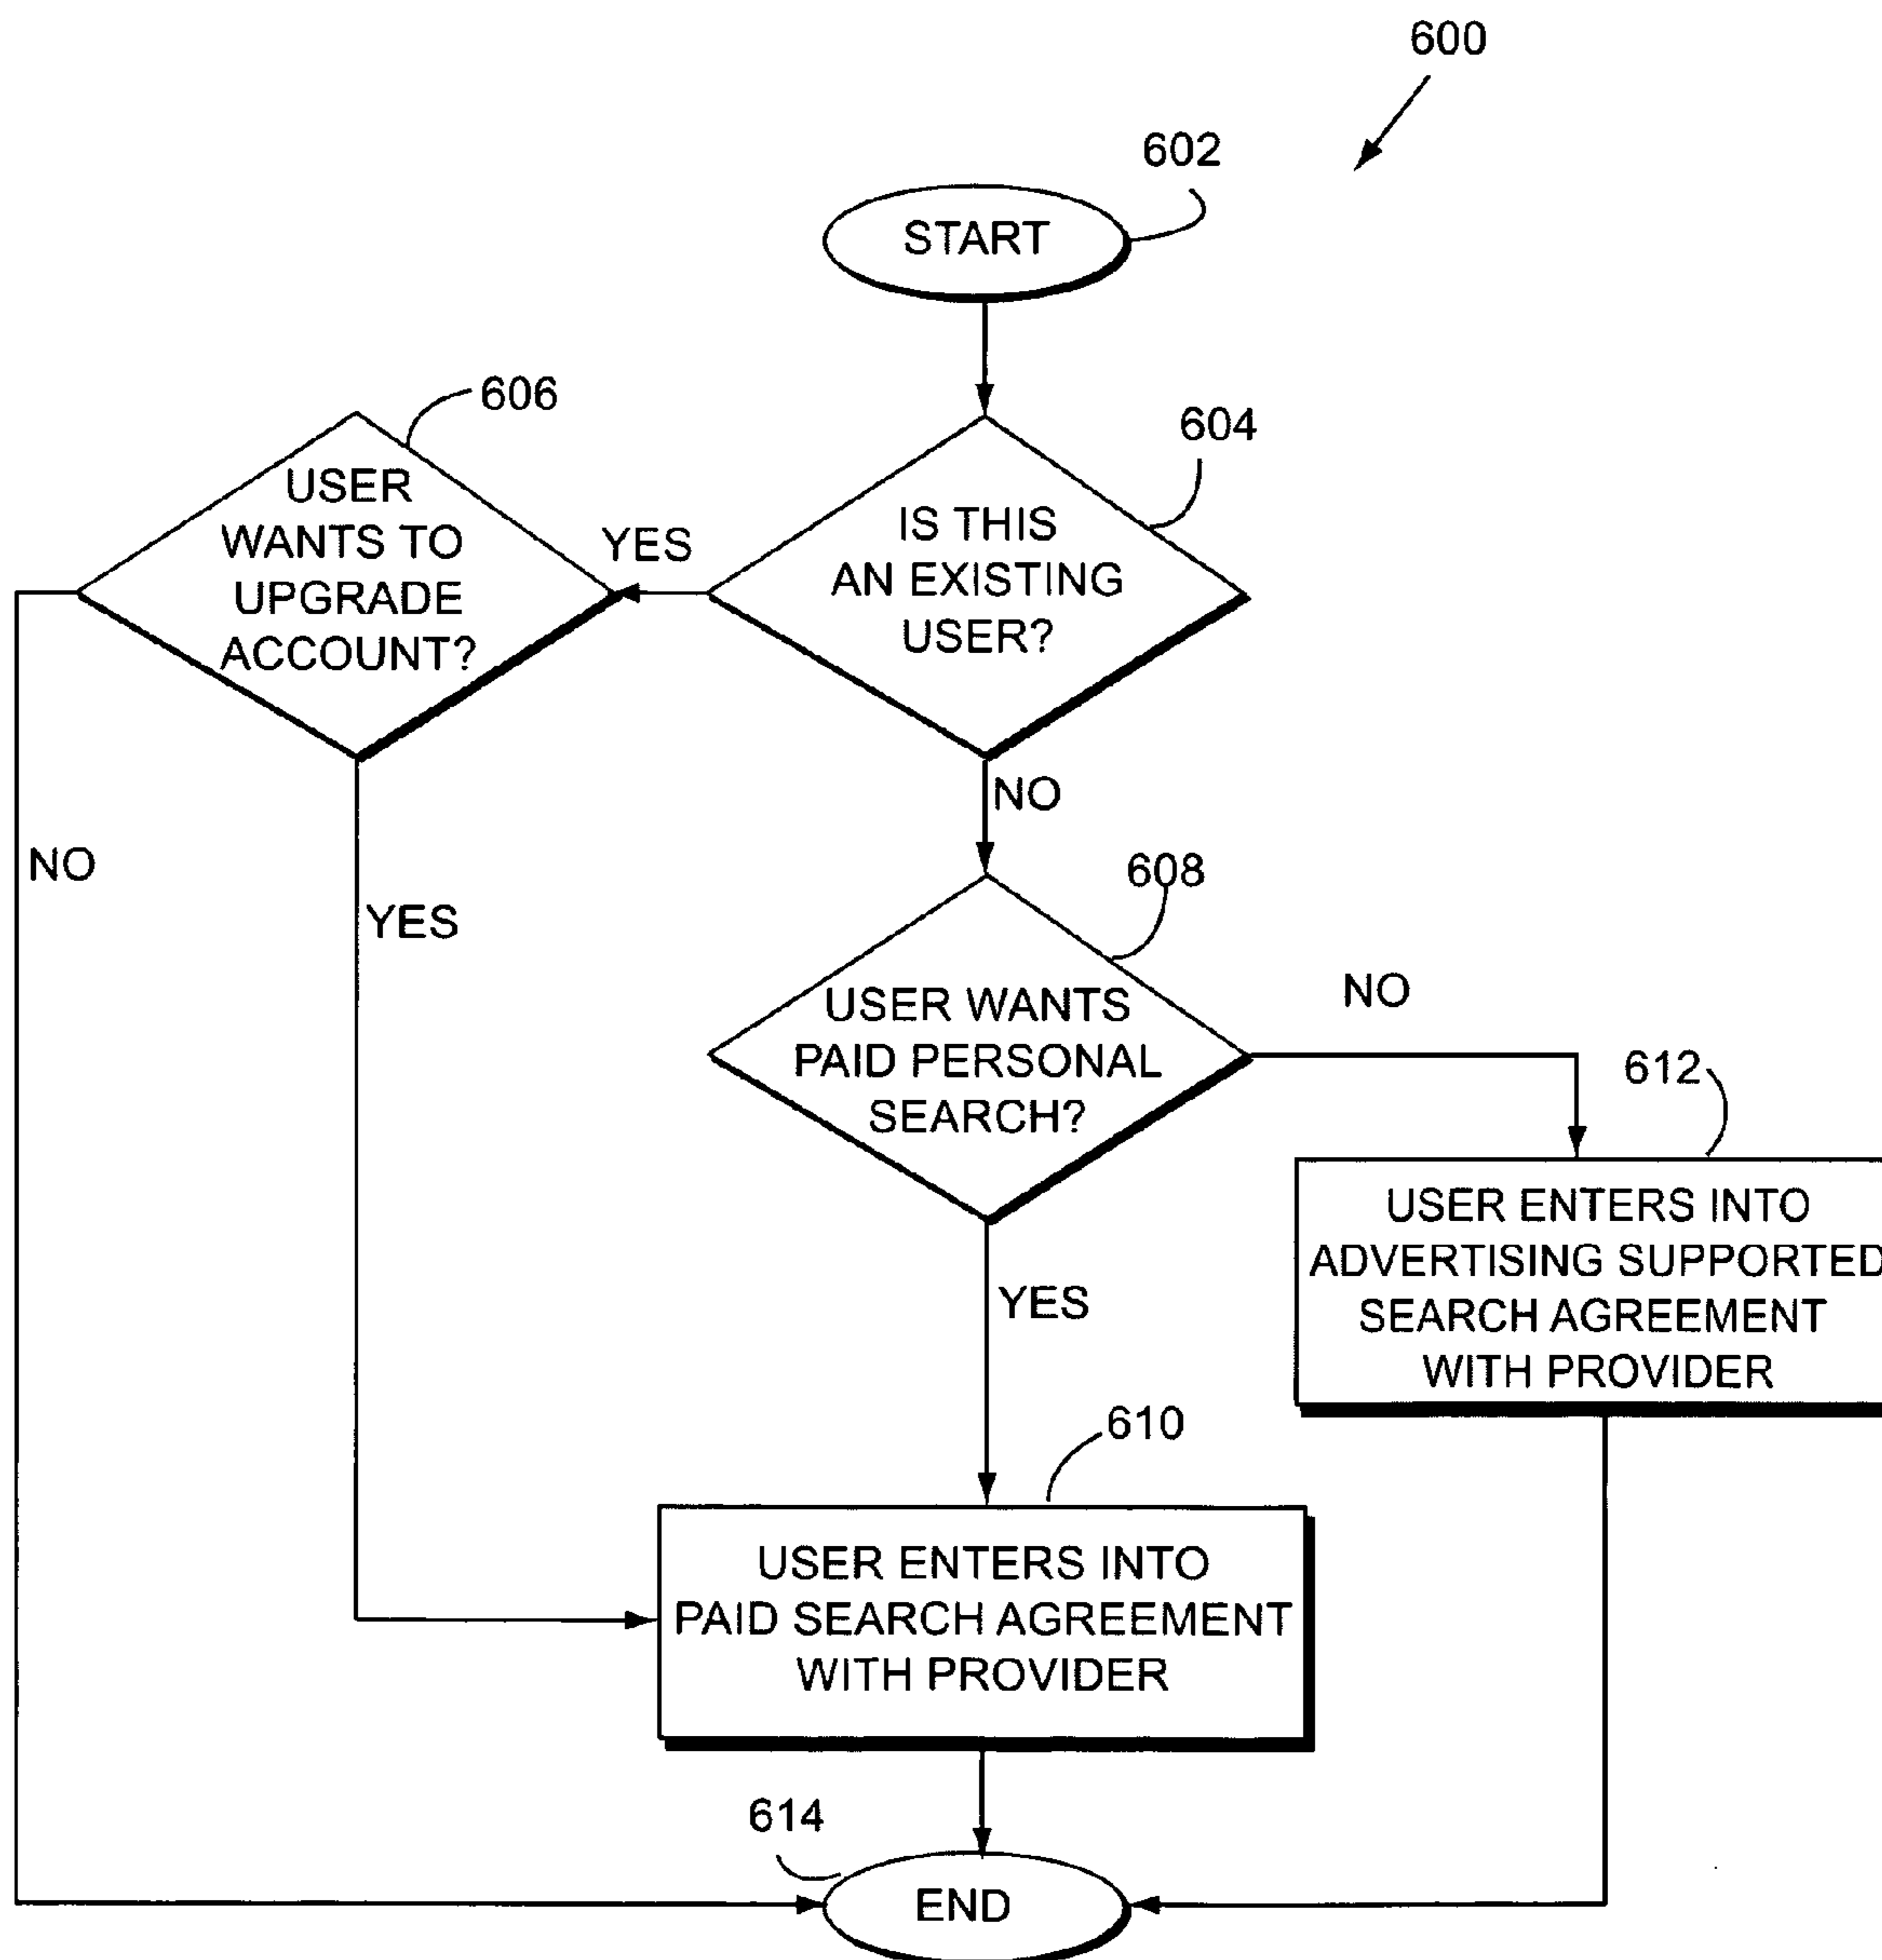 600
602
START
606
604
USER
WANTS TO
UPGRADE
ACCOUNT?
YES
IS THIS
AN EXISTING
USER?
NO
NO
YES
608
USER WANTS
PAID PERSONAL
SEARCH?
NO
612
USER ENTERS INTO
ADVERTISING SUPPORTED
SEARCH AGREEMENT
WITH PROVIDER
YES
610
USER ENTERS INTO
PAID SEARCH AGREEMENT
WITH PROVIDER
614
END